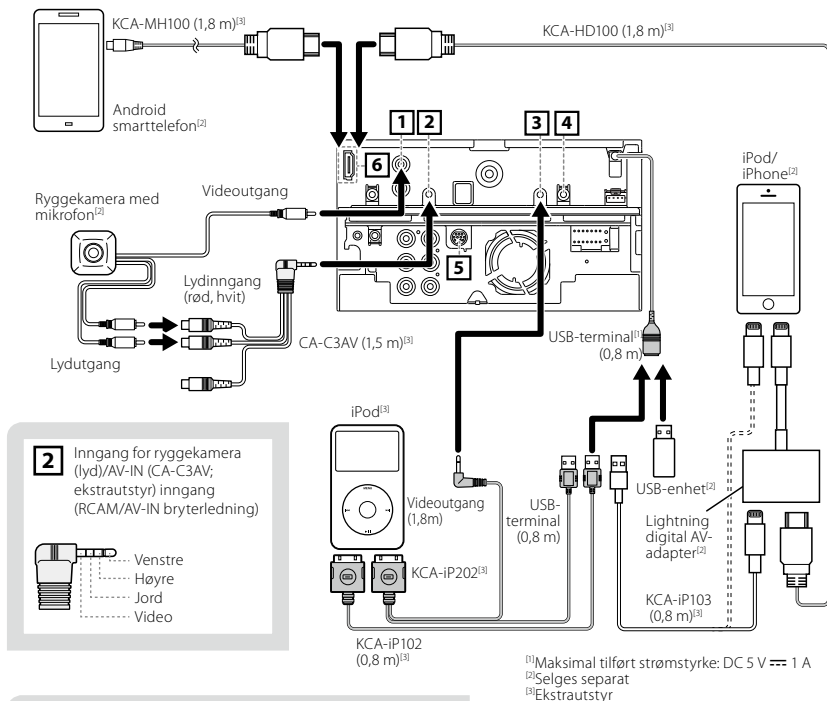 KCA-MH100 (1,8 m)[3]
KCA-HD100 (1,8 m)[3]
Android
smarttelefon[2]
1
2
3
4
6
5
iPod/
iPhone[2]
Ryggekamera med
mikrofon[2]
Videoutgang
Lydinngang
(rød, hvit)
CA-C3AV (1,5 m)[3]
Lydutgang
USB-terminal[1]
(0,8 m)
2
Inngang for ryggekamera
(lyd)/AV-IN (CA-C3AV;
ekstrautstyr) inngang
(RCAM/AV-IN bryterledning)
Venstre
Høyre
Jord
Video
iPod[3]
MENU
Videoutgang
(1,8m)
USB-
terminal
(0,8 m)
USB-enhet[2]
Lightning
digital AV-
adapter[2]
KCA-iP202[3]
KCA-iP102
(0,8 m)[3]
KCA-iP103
(0,8 m)[3]
[1]Maksimal tilført strømstyrke: DC 5 V ⎓ 1 A
[2]Selges separat
[3]Ekstrautstyr